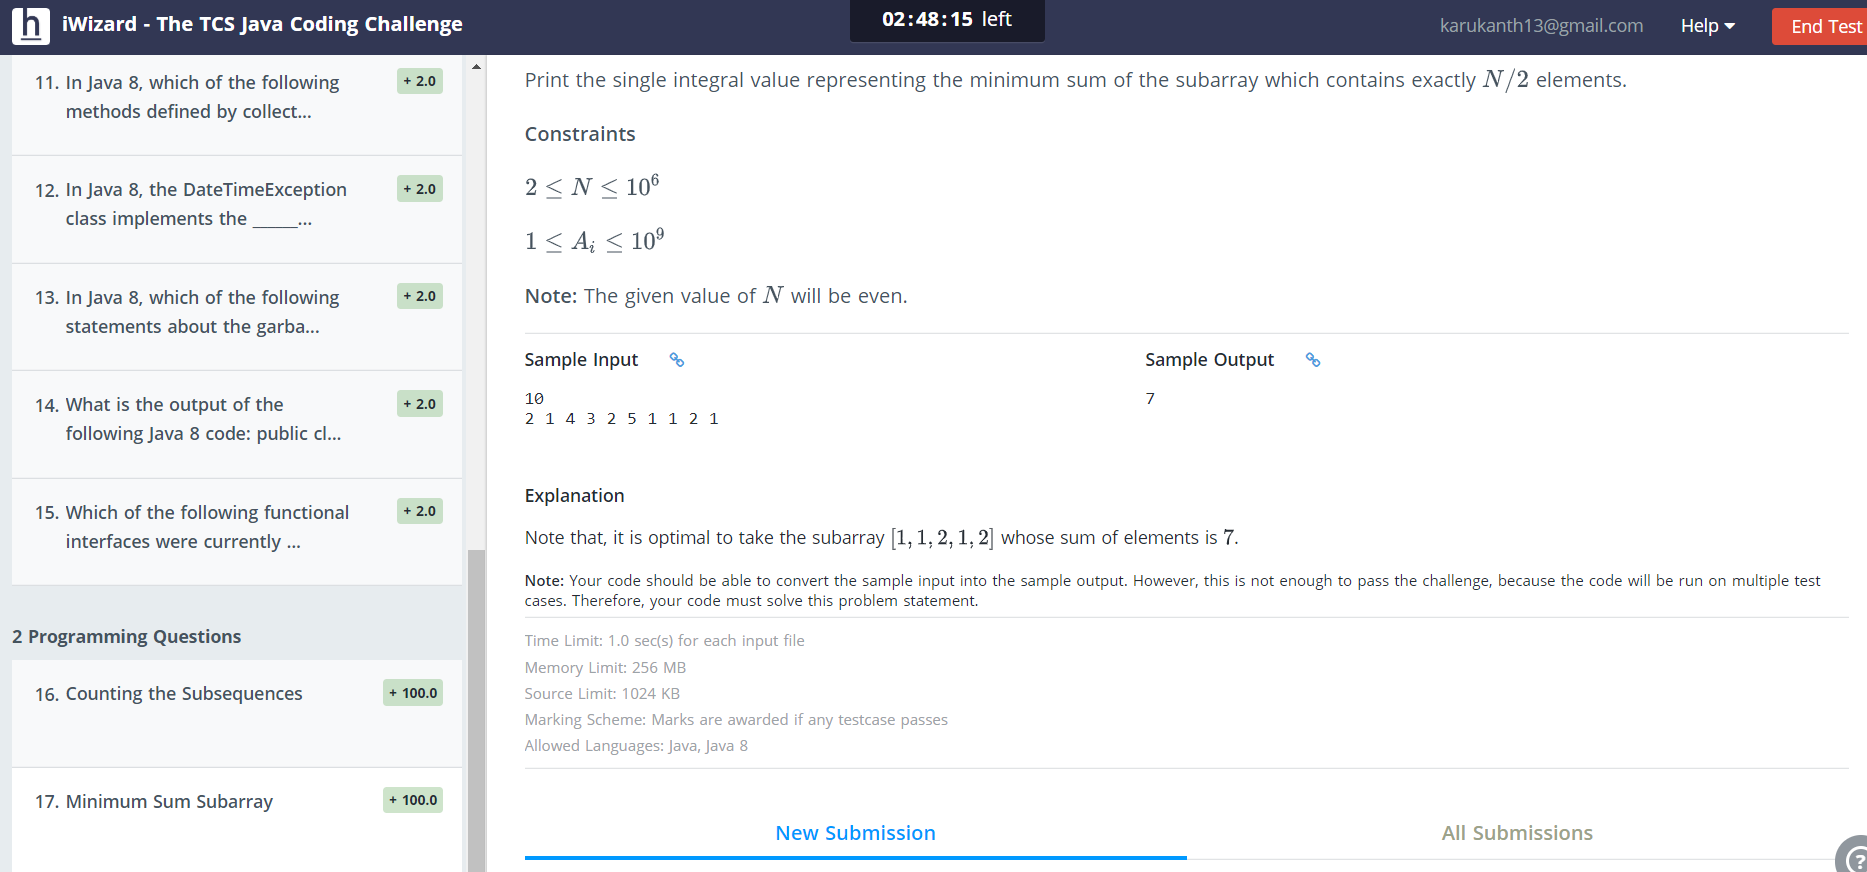 h iWizard - The TCS Java Coding Challenge
02:48:15 left
karukanth13@gmail.com
Help
End Test
11. In Java 8, which of the following
methods defined by collect...
+ 2.0
12. In Java 8, the DateTimeException
class implements the _____...
+ 2.0
13. In Java 8, which of the following
statements about the garba...
+ 2.0
14. What is the output of the
following Java 8 code: public cl...
+ 2.0
15. Which of the following functional
interfaces were currently ...
+ 2.0
2 Programming Questions
16. Counting the Subsequences
+ 100.0
17. Minimum Sum Subarray
+ 100.0
Print the single integral value representing the minimum sum of the subarray which contains exactly N/2 elements.
Constraints
2 ≤ N ≤ 10⁶
1 ≤ Aᵢ ≤ 10⁹
Note: The given value of N will be even.
Sample Input
10
2 1 4 3 2 5 1 1 2 1
Sample Output
7
Explanation
Note that, it is optimal to take the subarray [1, 1, 2, 1, 2] whose sum of elements is 7.
Note: Your code should be able to convert the sample input into the sample output. However, this is not enough to pass the challenge, because the code will be run on multiple test
cases. Therefore, your code must solve this problem statement.
Time Limit: 1.0 sec(s) for each input file
Memory Limit: 256 MB
Source Limit: 1024 KB
Marking Scheme: Marks are awarded if any testcase passes
Allowed Languages: Java, Java 8
New Submission
All Submissions
?